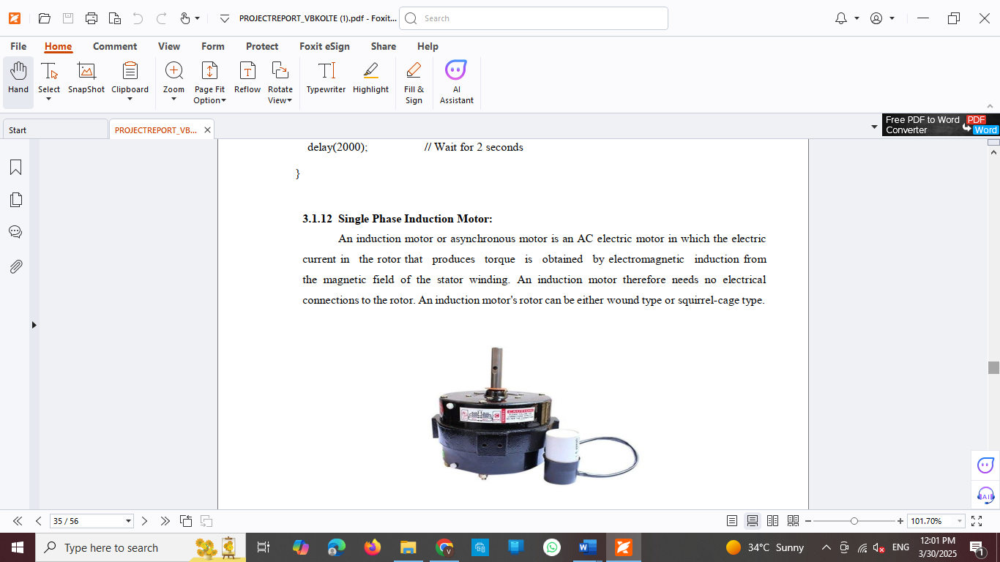 PROJECTREPORT_VBKOLTE (1).pdf - Foxit...
Search
File Home Comment View Form Protect Foxit eSign Share Help
Hand
Select
SnapShot
Clipboard
Zoom
Page Fit
Option
Reflow
Rotate
View
Typewriter
Highlight
Fill &
Sign
AI
Assistant
Start
PROJECTREPORT_VB...
Free PDF to Word
Converter
PDF
Word
delay(2000); // Wait for 2 seconds
}
3.1.12 Single Phase Induction Motor:
An induction motor or asynchronous motor is an AC electric motor in which the electric
current in the rotor that produces torque is obtained by electromagnetic induction from
the magnetic field of the stator winding. An induction motor therefore needs no electrical
connections to the rotor. An induction motor's rotor can be either wound type or squirrel-cage type.
CAUTION
AI
35 / 56
101.70%
Type here to search
34°C Sunny
ENG
12:01 PM
3/30/2025
1